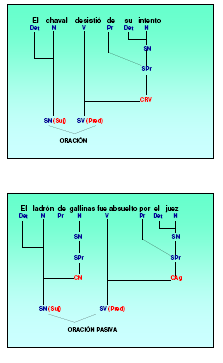 El chaval desistió de su intento
Det N V Pr Det N
SN
SPr
CRV
SN (Suj) SV (Pred)
ORACIÓN
El ladrón de gallinas fue absuelto por el juez
Det N Pr N V Pr Det N
SN SN
SPr SPr
CN CAg
SN (Suj) SV (Pred)
ORACIÓN PASIVA